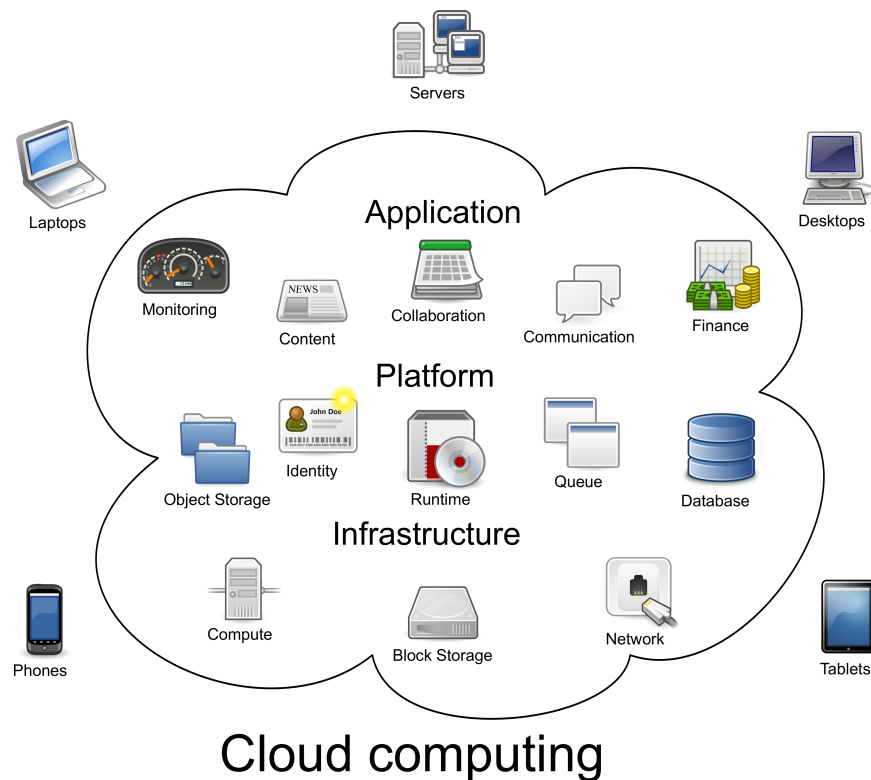 Servers
Laptops
Desktops
Application
Monitoring
NEWS
Content
Collaboration
Communication
Finance
Platform
John Doe
Object Storage
Identity
Runtime
Queue
Database
Infrastructure
Compute
Block Storage
Network
Phones
Tablets
Cloud computing